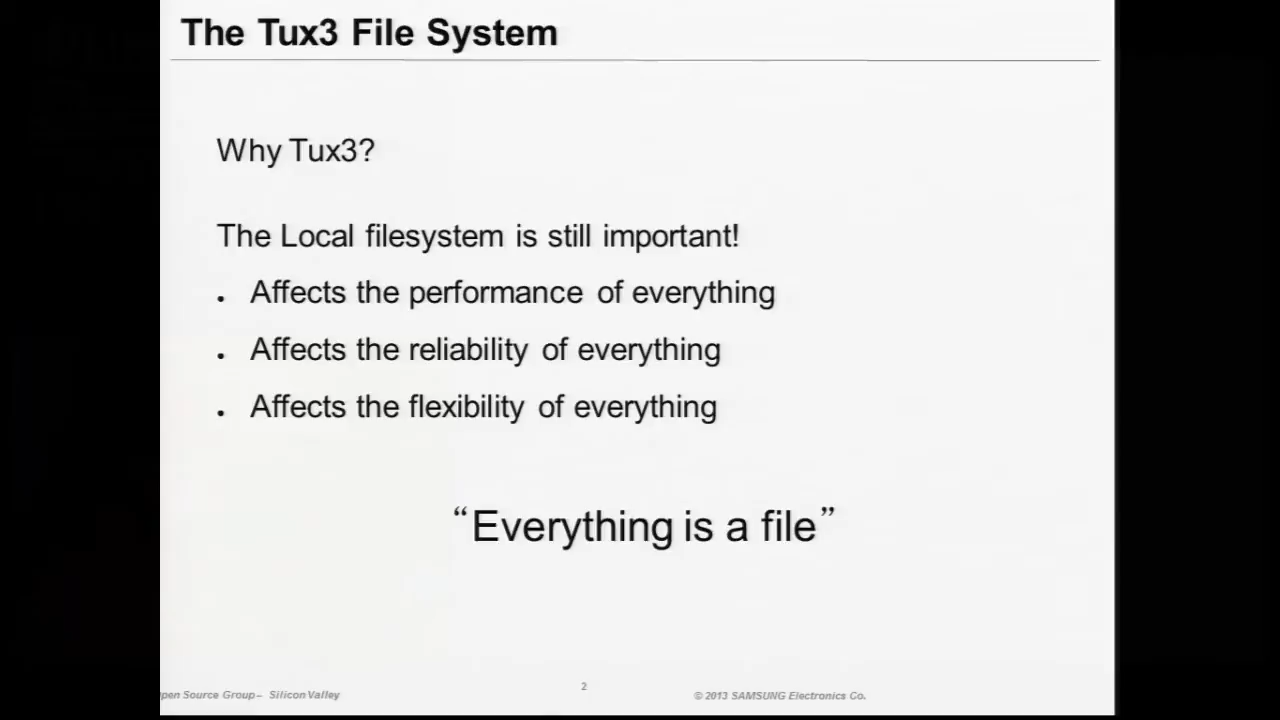 The Tux3 File System
Why Tux3?
The Local filesystem is still important!
• Affects the performance of everything
• Affects the reliability of everything
• Affects the flexibility of everything
“Everything is a file”
pen Source Group– Silicon Valley
2
© 2013 SAMSUNG Electronics Co.